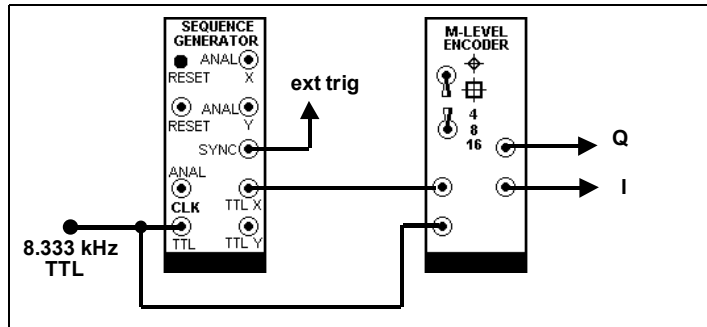 SEQUENCE
GENERATOR
ANAL
RESET
X
ANAL
RESET
Y
SYNC
ANAL
CLK
TTL X
TTL
TTL Y
ext trig
8.333 kHz
TTL
M-LEVEL
ENCODER
4
8
16
Q
I